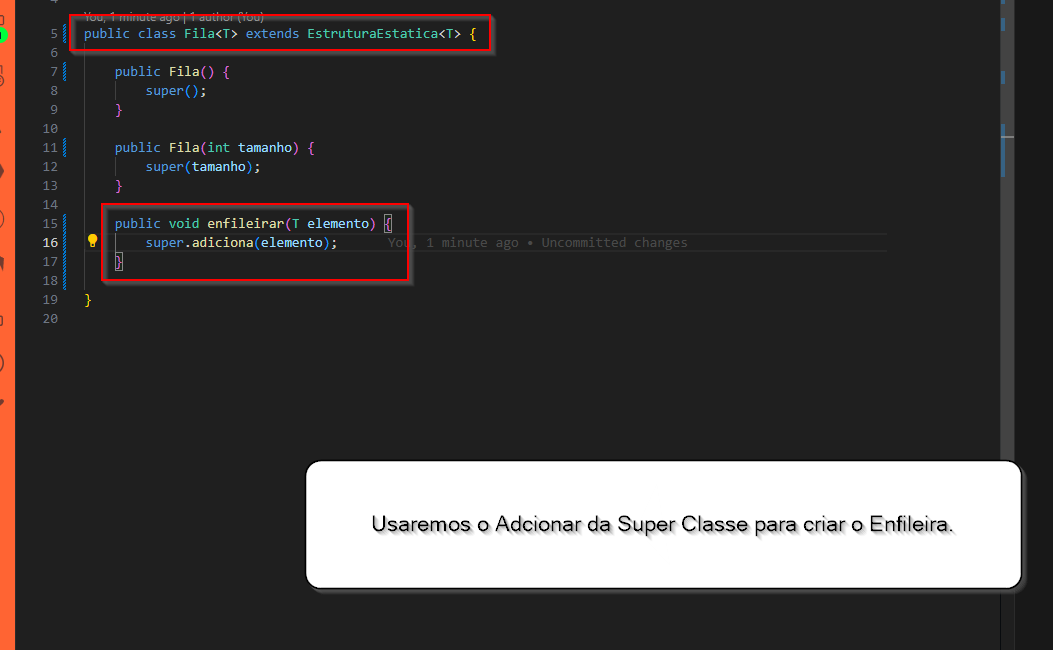 4
You, 1 minute ago | 1 author (You)
5 public class Fila<T> extends EstruturaEstatica<T> {
6
7 public Fila() {
8 super();
9 }
10
11 public Fila(int tamanho) {
12 super(tamanho);
13 }
14
15 public void enfileirar(T elemento) {
16 super.adiciona(elemento); You, 1 minute ago • Uncommitted changes
17 }
18
19 }
20
Usaremos o Adcionar da Super Classe para criar o Enfileira.